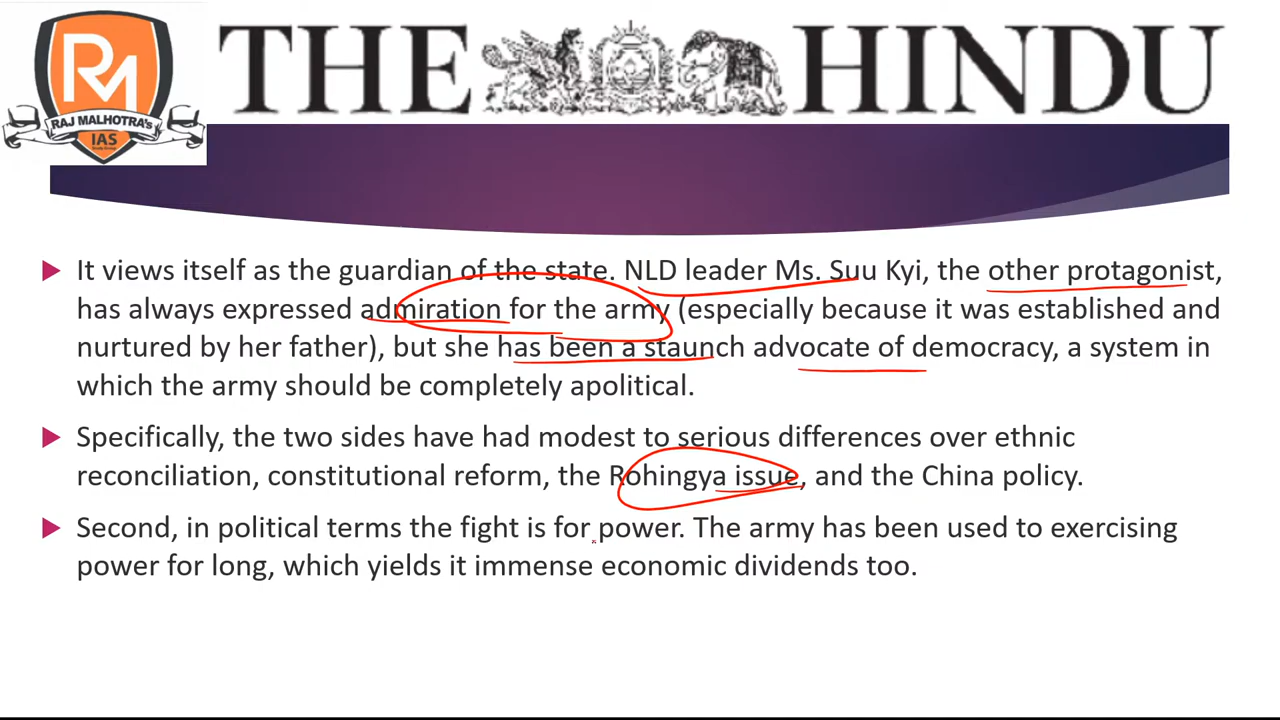 RM
RAJ MALHOTRA'S
IAS
Study Group
THE HINDU
It views itself as the guardian of the state. NLD leader Ms. Suu Kyi, the other protagonist,
has always expressed admiration for the army (especially because it was established and
nurtured by her father), but she has been a staunch advocate of democracy, a system in
which the army should be completely apolitical.
Specifically, the two sides have had modest to serious differences over ethnic
reconciliation, constitutional reform, the Rohingya issue, and the China policy.
Second, in political terms the fight is for power. The army has been used to exercising
power for long, which yields it immense economic dividends too.